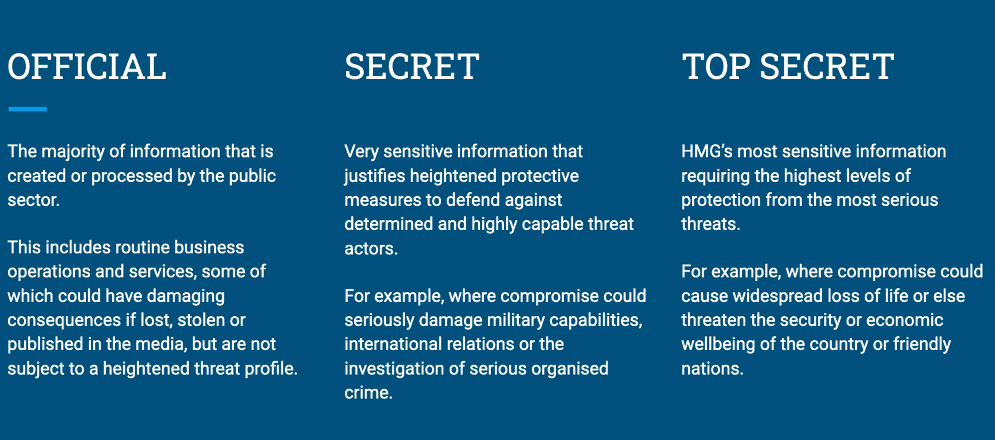 OFFICIAL
The majority of information that is
created or processed by the public
sector.
This includes routine business
operations and services, some of
which could have damaging
consequences if lost, stolen or
published in the media, but are not
subject to a heightened threat profile.
SECRET
Very sensitive information that
justifies heightened protective
measures to defend against
determined and highly capable threat
actors.
For example, where compromise could
seriously damage military capabilities,
international relations or the
investigation of serious organised
crime.
TOP SECRET
HMG’s most sensitive information
requiring the highest levels of
protection from the most serious
threats.
For example, where compromise could
cause widespread loss of life or else
threaten the security or economic
wellbeing of the country or friendly
nations.